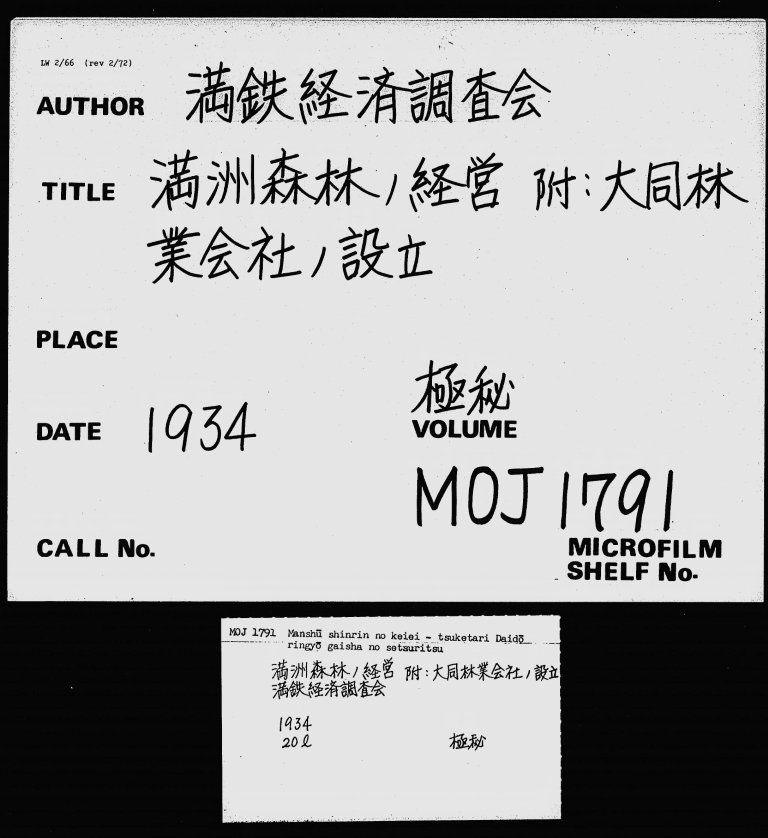 LW 2/66 (rev 2/72)
AUTHOR 満鉄経済調査会
TITLE 満洲森林ノ経営 附:大同林
業会社ノ設立
PLACE
極秘
DATE 1934 VOLUME
MOJ 1791
CALL No. MICROFILM
SHELF No.
MOJ 1791 Manshū shinrin no keiei - tsuketari Daidō
ringyō gaisha no setsuritsu
満洲森林ノ経営 附:大同林業会社ノ設立
満鉄経済調査会
1934
20ℓ 極秘